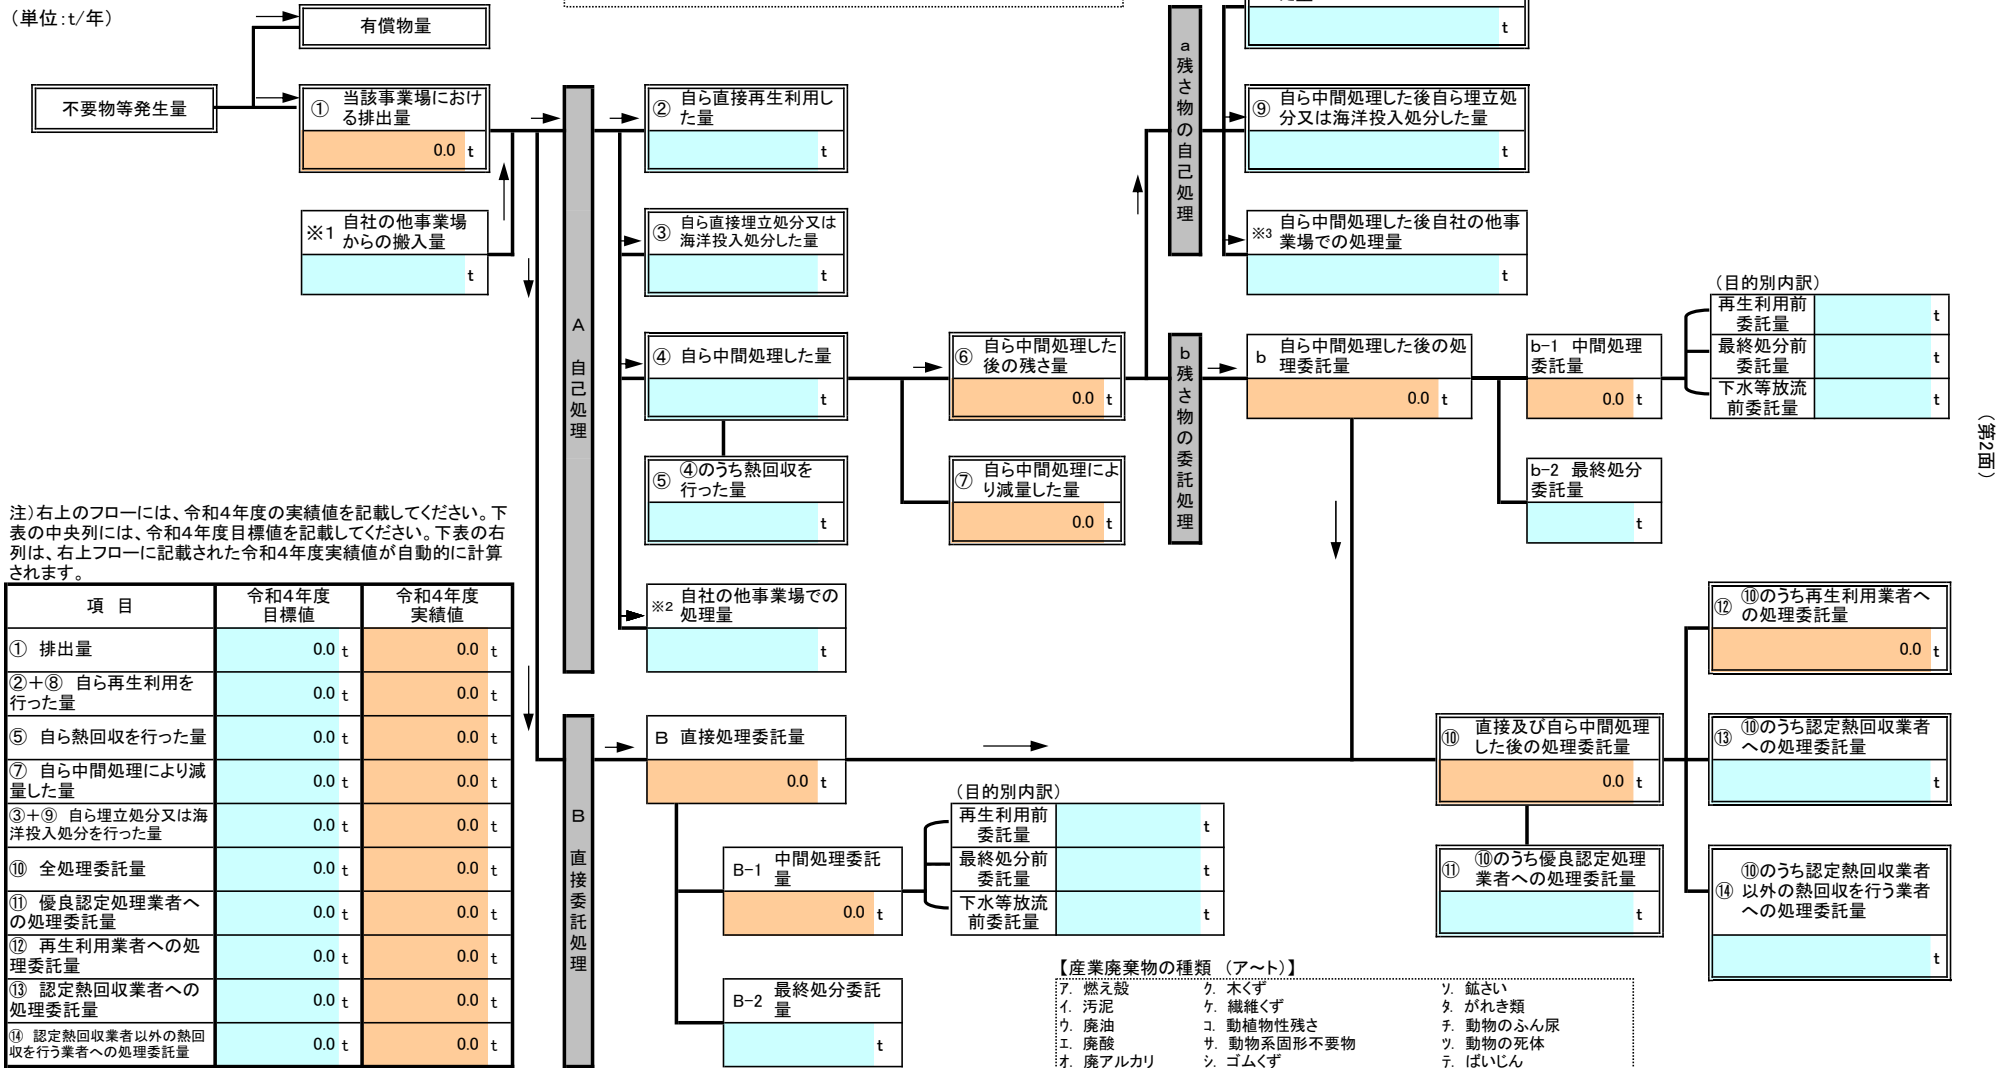 （単位：t/年）
有償物量
不要物等発生量
① 当該事業場におけ
る排出量
0.0 t
※1 自社の他事業場
からの搬入量
t
A 自己処理
② 自ら直接再生利用し
た量
t
③ 自ら直接埋立処分又は
海洋投入処分した量
t
④ 自ら中間処理した量
t
⑤ ④のうち熱回収を
行った量
t
※2 自社の他事業場での
処理量
t
⑥ 自ら中間処理した
後の残さ量
0.0 t
⑦ 自ら中間処理によ
り減量した量
0.0 t
a 残さ物の自己処理
t
⑨ 自ら中間処理した後自ら埋立処
分又は海洋投入処分した量
t
※3 自ら中間処理した後自社の他事
業場での処理量
t
b 残さ物の委託処理
b 自ら中間処理した後の処
理委託量
0.0 t
b-1 中間処理
委託量
0.0 t
（目的別内訳）
再生利用前
委託量
t
最終処分前
委託量
t
下水等放流
前委託量
t
b-2 最終処分
委託量
t
（第2面）
注）右上のフローには、令和4年度の実績値を記載してください。下
表の中央列には、令和4年度目標値を記載してください。下表の右
列は、右上フローに記載された令和4年度実績値が自動的に計算
されます。
項 目
令和4年度
目標値
令和4年度
実績値
① 排出量
0.0 t
0.0 t
②＋⑧ 自ら再生利用を
行った量
0.0 t
0.0 t
⑤ 自ら熱回収を行った量
0.0 t
0.0 t
⑦ 自ら中間処理により減
量した量
0.0 t
0.0 t
③＋⑨ 自ら埋立処分又は海
洋投入処分を行った量
0.0 t
0.0 t
⑩ 全処理委託量
0.0 t
0.0 t
⑪ 優良認定処理業者へ
の処理委託量
0.0 t
0.0 t
⑫ 再生利用業者への処
理委託量
0.0 t
0.0 t
⑬ 認定熱回収業者への
処理委託量
0.0 t
0.0 t
⑭ 認定熱回収業者以外の熱回
収を行う業者への処理委託量
0.0 t
0.0 t
B 直接委託処理
B 直接処理委託量
0.0 t
B-1 中間処理委託
量
0.0 t
（目的別内訳）
再生利用前
委託量
t
最終処分前
委託量
t
下水等放流
前委託量
t
B-2 最終処分委託
量
t
⑩ 直接及び自ら中間処理
した後の処理委託量
0.0 t
⑪ ⑩のうち優良認定処理
業者への処理委託量
t
⑫ ⑩のうち再生利用業者へ
の処理委託量
0.0 t
⑬ ⑩のうち認定熱回収業者
への処理委託量
t
⑭ ⑩のうち認定熱回収業者
以外の熱回収を行う業者
への処理委託量
t
【産業廃棄物の種類 （ア～ト）】
ア. 燃え殻 ク. 木くず ソ. 鉱さい
イ. 汚泥 ケ. 繊維くず タ. がれき類
ウ. 廃油 コ. 動植物性残さ チ. 動物のふん尿
エ. 廃酸 サ. 動物系固形不要物 ツ. 動物の死体
オ. 廃アルカリ シ. ゴムくず テ. ばいじん